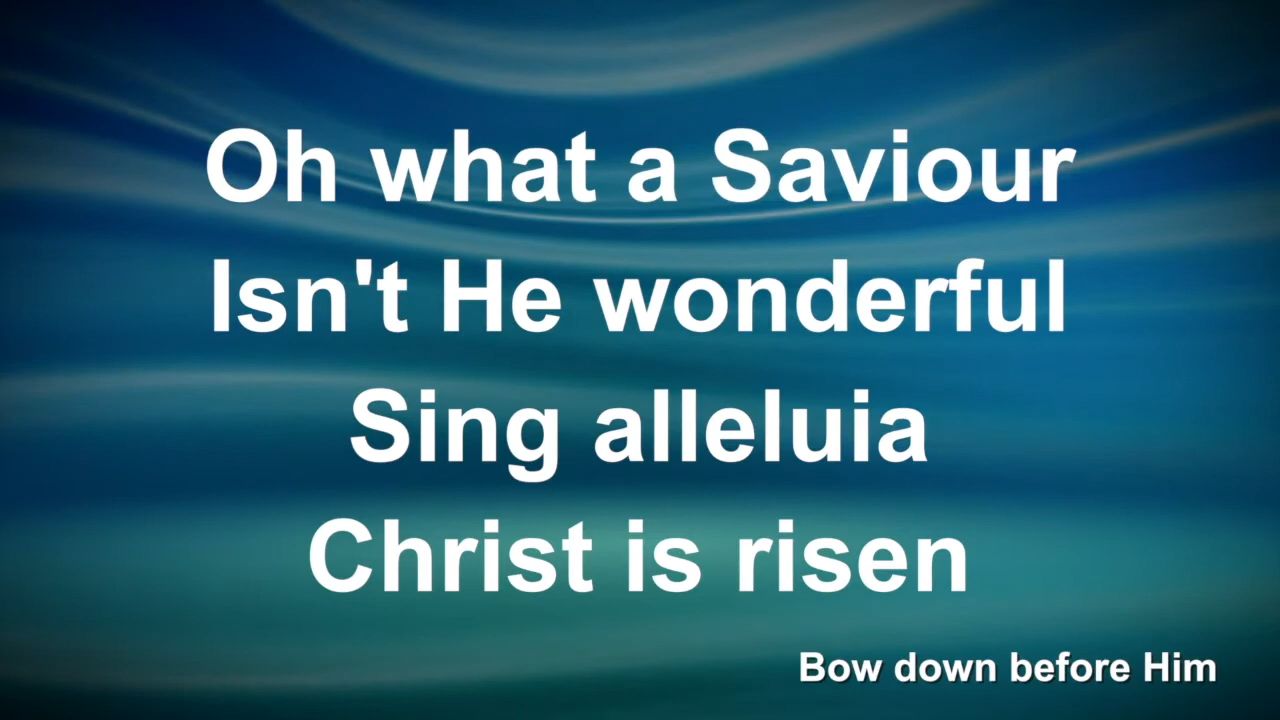 Oh what a Saviour
Isn't He wonderful
Sing alleluia
Christ is risen
Bow down before Him